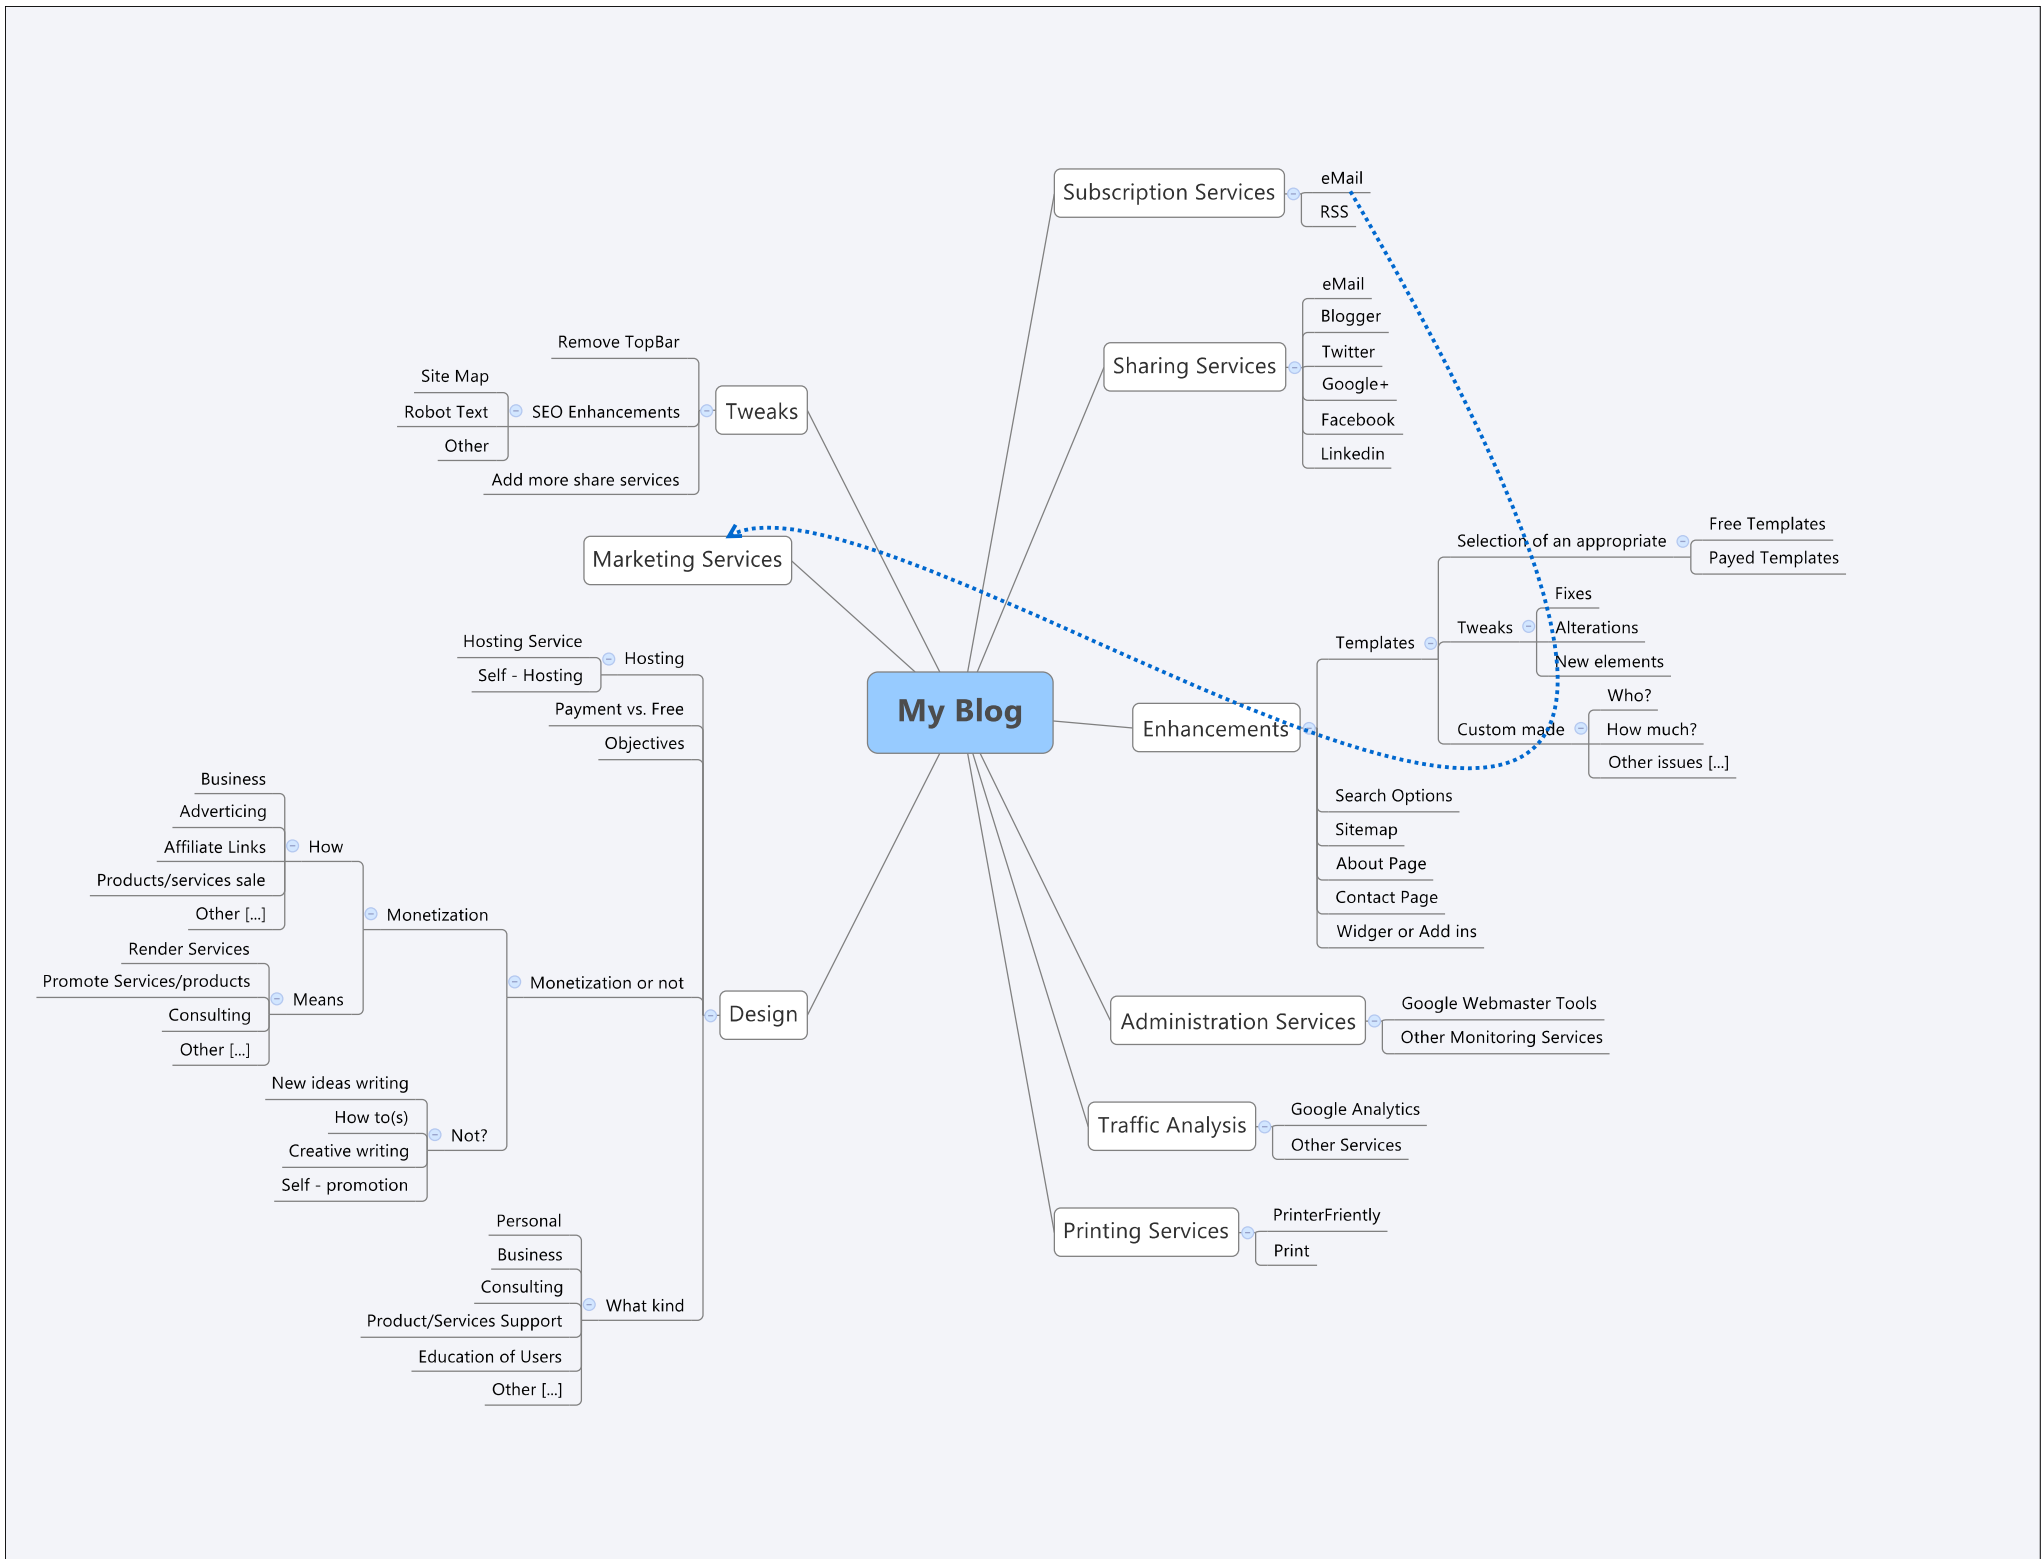 My Blog
Subscription Services
eMail
RSS
Sharing Services
eMail
Blogger
Twitter
Google+
Facebook
Linkedin
Enhancements
Templates
Selection of an appropriate
Free Templates
Payed Templates
Tweaks
Fixes
Alterations
New elements
Custom made
Who?
How much?
Other issues [...]
Search Options
Sitemap
About Page
Contact Page
Widger or Add ins
Administration Services
Google Webmaster Tools
Other Monitoring Services
Traffic Analysis
Google Analytics
Other Services
Printing Services
PrinterFriently
Print
Tweaks
Remove TopBar
SEO Enhancements
Site Map
Robot Text
Other
Add more share services
Marketing Services
Design
Hosting
Hosting Service
Self - Hosting
Payment vs. Free
Objectives
Monetization or not
Monetization
How
Business
Adverticing
Affiliate Links
Products/services sale
Other [...]
Means
Render Services
Promote Services/products
Consulting
Other [...]
Not?
New ideas writing
How to(s)
Creative writing
Self - promotion
What kind
Personal
Business
Consulting
Product/Services Support
Education of Users
Other [...]